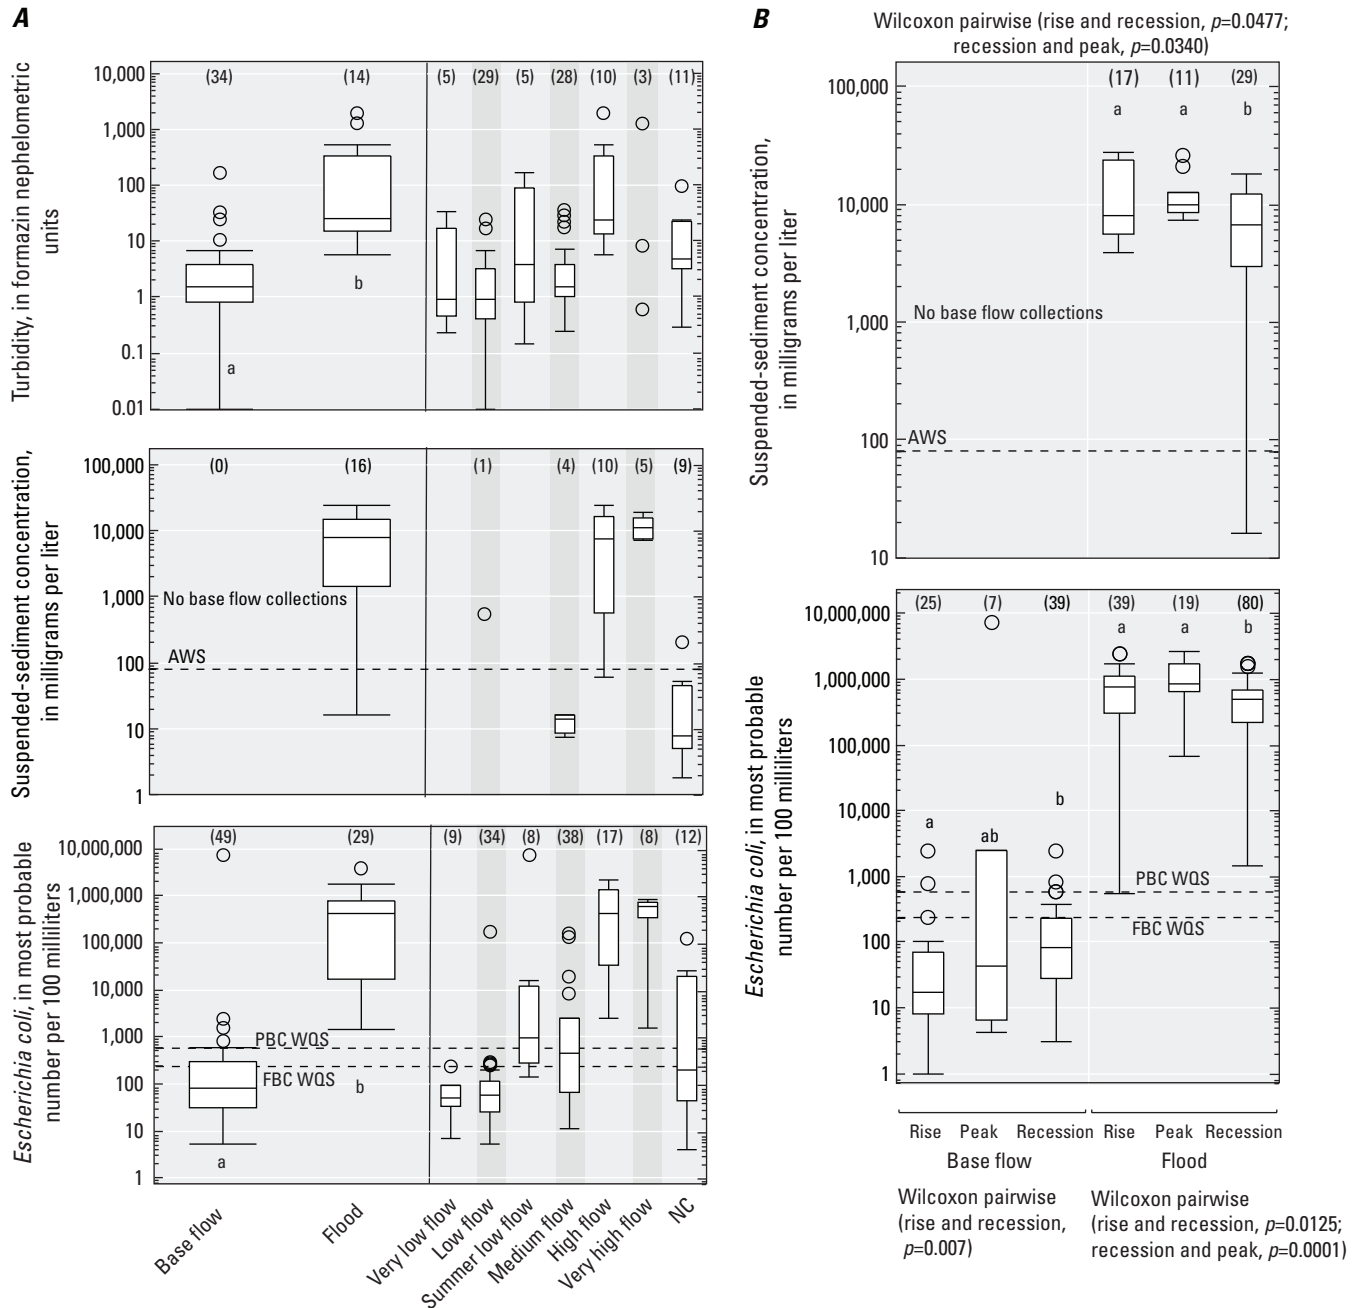 A
Turbidity, in formazin nephelometric
units
10,000
1,000
100
10
1
0.1
0.01
(34)
(14)
(5)
(29)
(5)
(28)
(10)
(3)
(11)
a
b
Suspended-sediment concentration,
in milligrams per liter
100,000
10,000
1,000
100
10
1
(0)
(16)
(1)
(4)
(10)
(5)
(9)
No base flow collections
AWS
Escherichia coli, in most probable
number per 100 milliliters
10,000,000
1,000,000
100,000
10,000
1,000
100
10
1
(49)
(29)
(9)
(34)
(8)
(38)
(17)
(8)
(12)
PBC WQS
FBC WQS
a
b
Base flow
Flood
Very low flow
Low flow
Summer low flow
Medium flow
High flow
Very high flow
NC
B
Wilcoxon pairwise (rise and recession, p=0.0477;
recession and peak, p=0.0340)
Suspended-sediment concentration,
in milligrams per liter
100,000
10,000
1,000
100
10
(17)
(11)
(29)
a
a
b
No base flow collections
AWS
Escherichia coli, in most probable
number per 100 milliliters
10,000,000
1,000,000
100,000
10,000
1,000
100
10
1
(25)
(7)
(39)
(39)
(19)
(80)
a
a
b
a
ab
b
PBC WQS
FBC WQS
Rise
Peak
Recession
Rise
Peak
Recession
Base flow
Flood
Wilcoxon pairwise
(rise and recession,
p=0.007)
Wilcoxon pairwise
(rise and recession, p=0.0125;
recession and peak, p=0.0001)